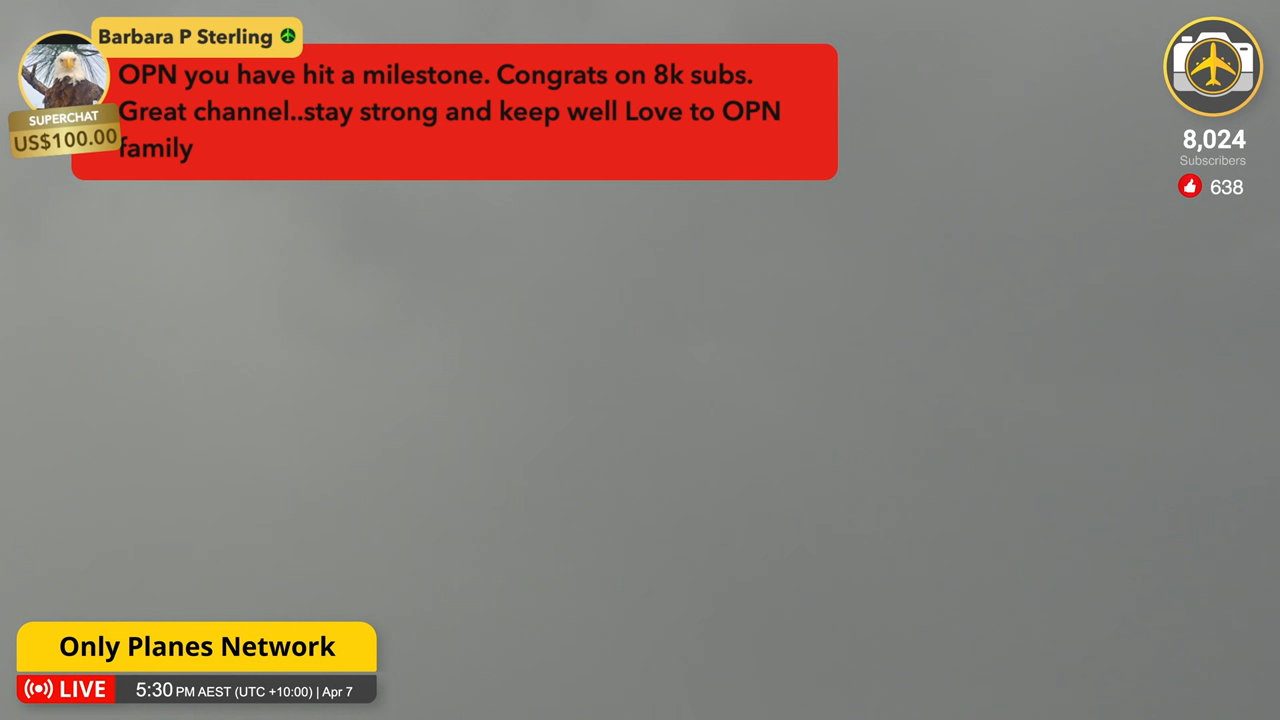 Barbara P Sterling
OPN you have hit a milestone. Congrats on 8k subs.
Great channel..stay strong and keep well Love to OPN
family
SUPERCHAT
US$100.00
8,024
Subscribers
638
Only Planes Network
LIVE
5:30 PM AEST (UTC +10:00) | Apr 7